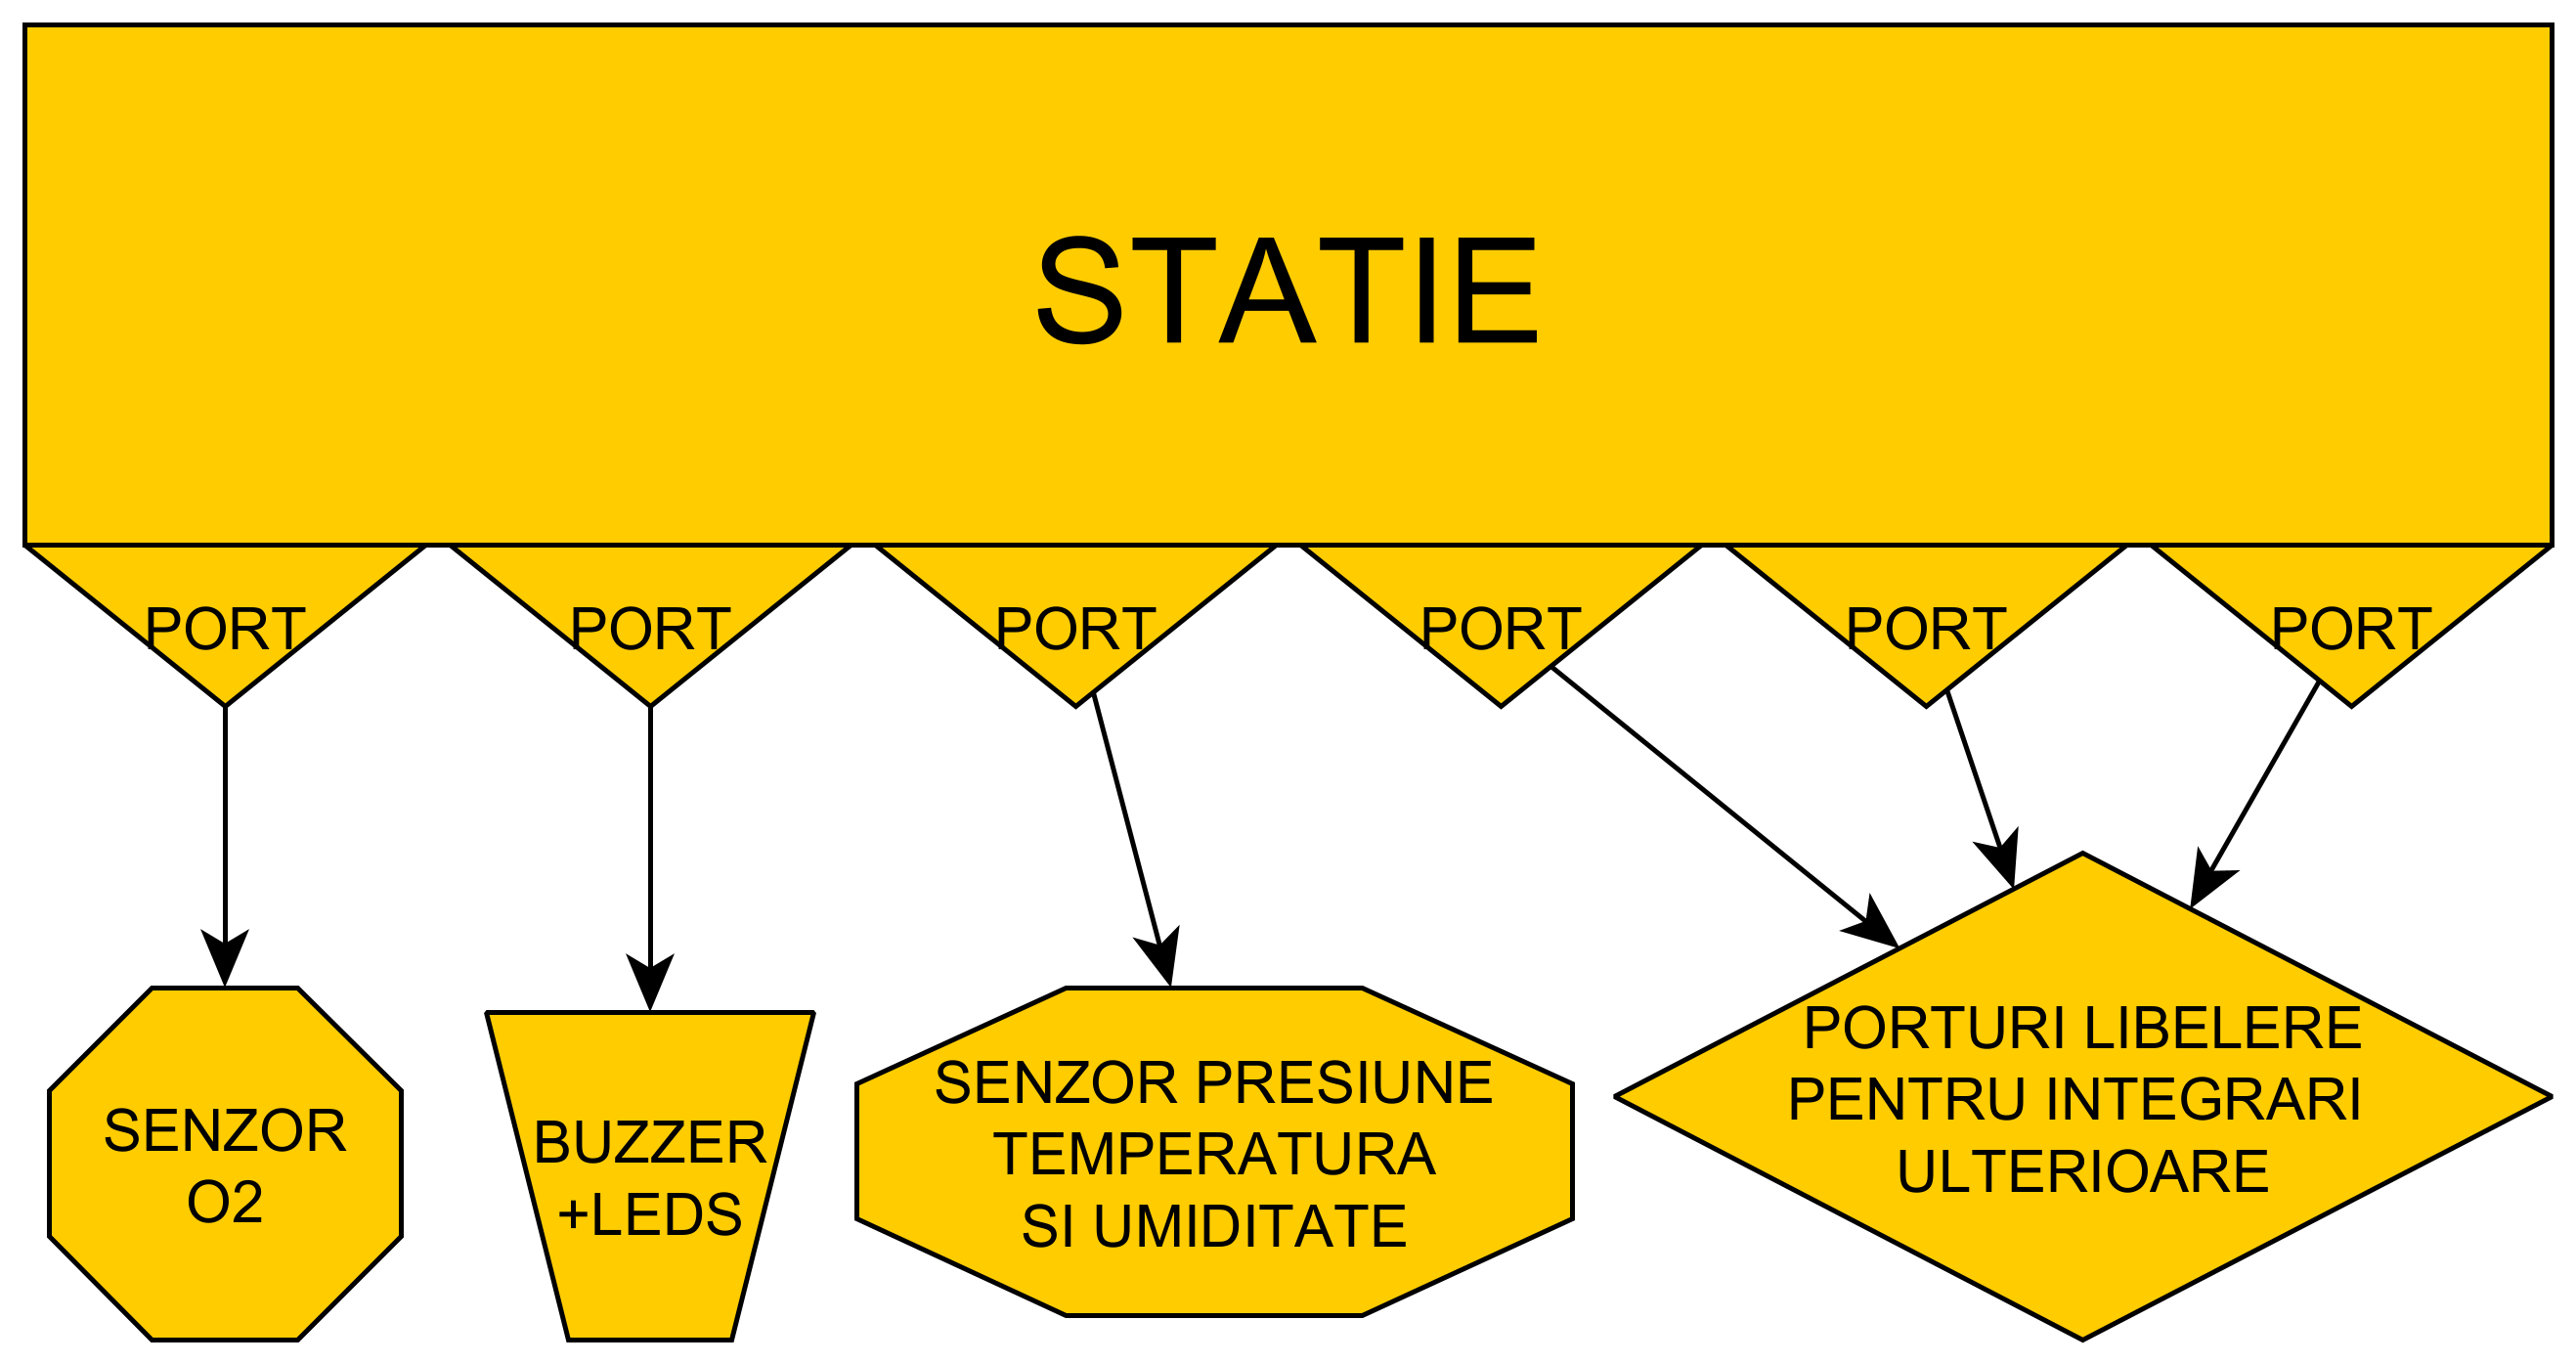 STATIE
PORT
PORT
PORT
PORT
PORT
PORT
SENZOR
O2
BUZZER
+LEDS
SENZOR PRESIUNE
TEMPERATURA
SI UMIDITATE
PORTURI LIBELERE
PENTRU INTEGRARI
ULTERIOARE